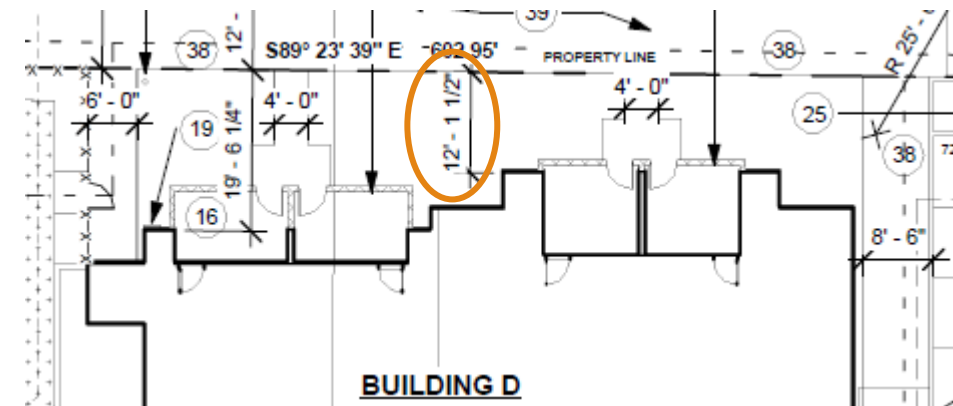 39
12' -
38
S89° 23' 39" E
602.95'
PROPERTY LINE
38
R 25' -
6' - 0"
19
19' - 6 1/4"
4' - 0"
12' - 1 1/2"
4' - 0"
25
38
72
16
8' - 6"
BUILDING D